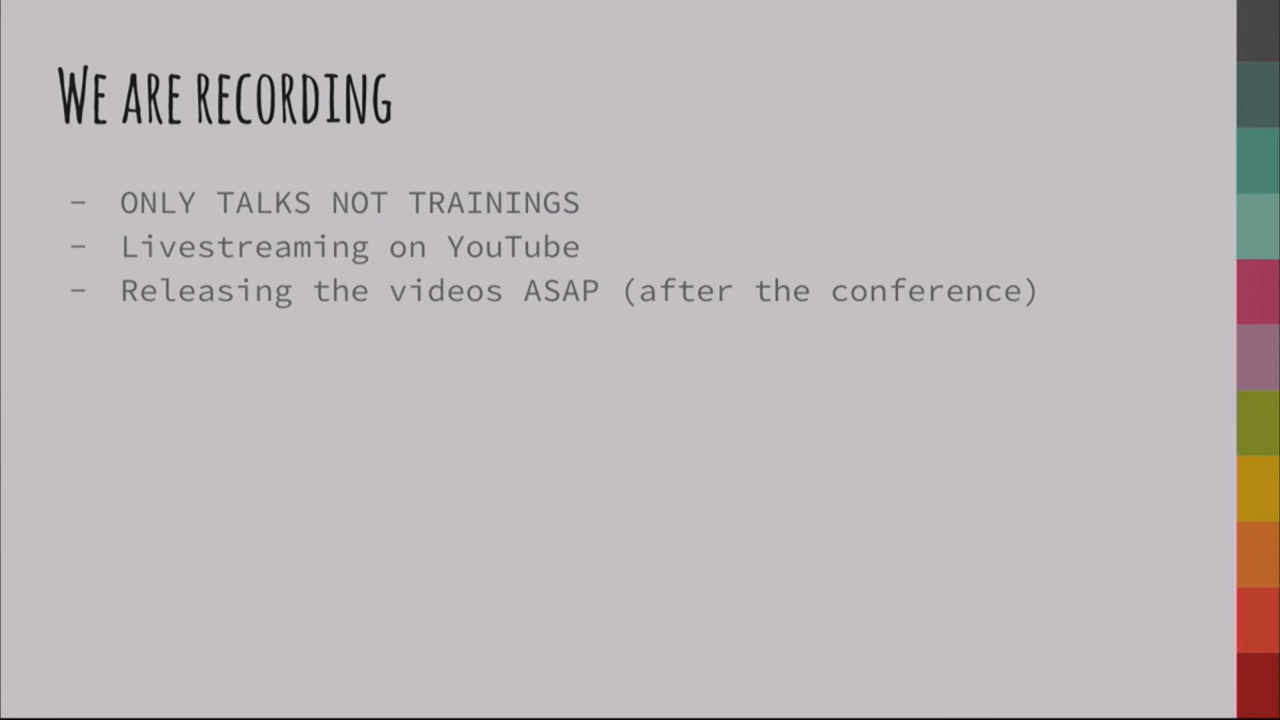 We are recording
- ONLY TALKS NOT TRAININGS
- Livestreaming on YouTube
- Releasing the videos ASAP (after the conference)